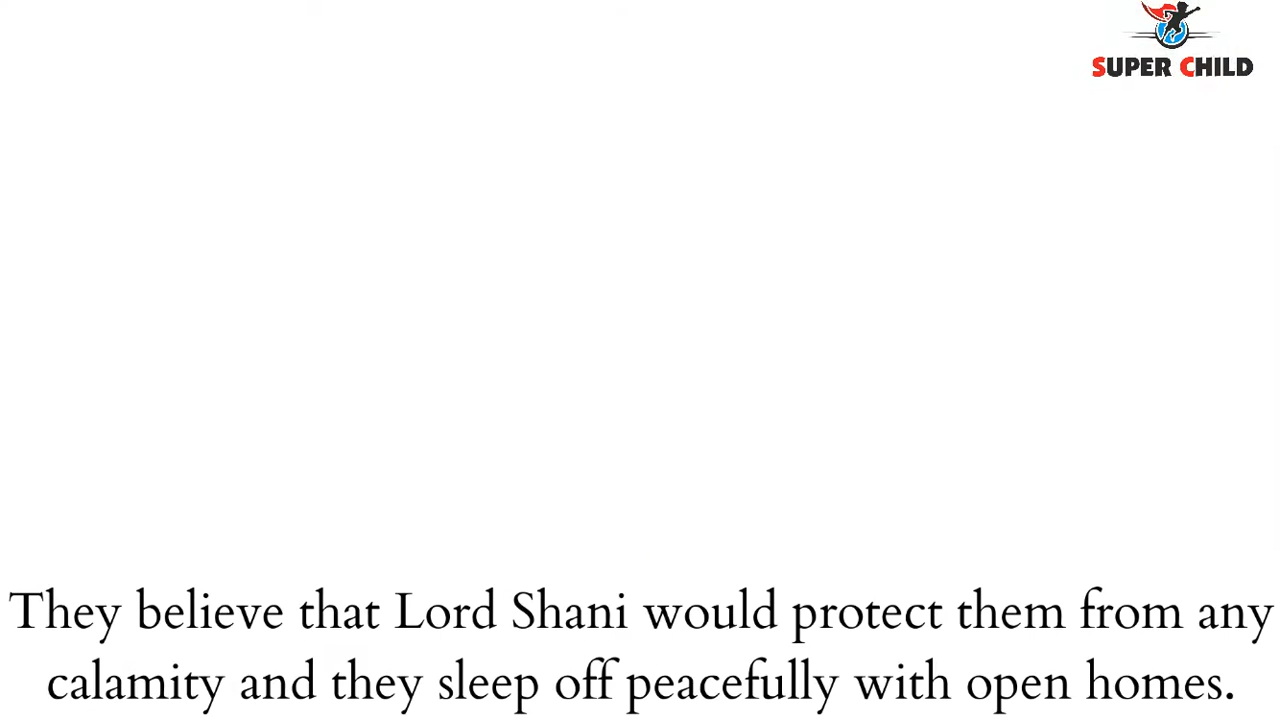 SUPER CHILD
They believe that Lord Shani would protect them from any
calamity and they sleep off peacefully with open homes.